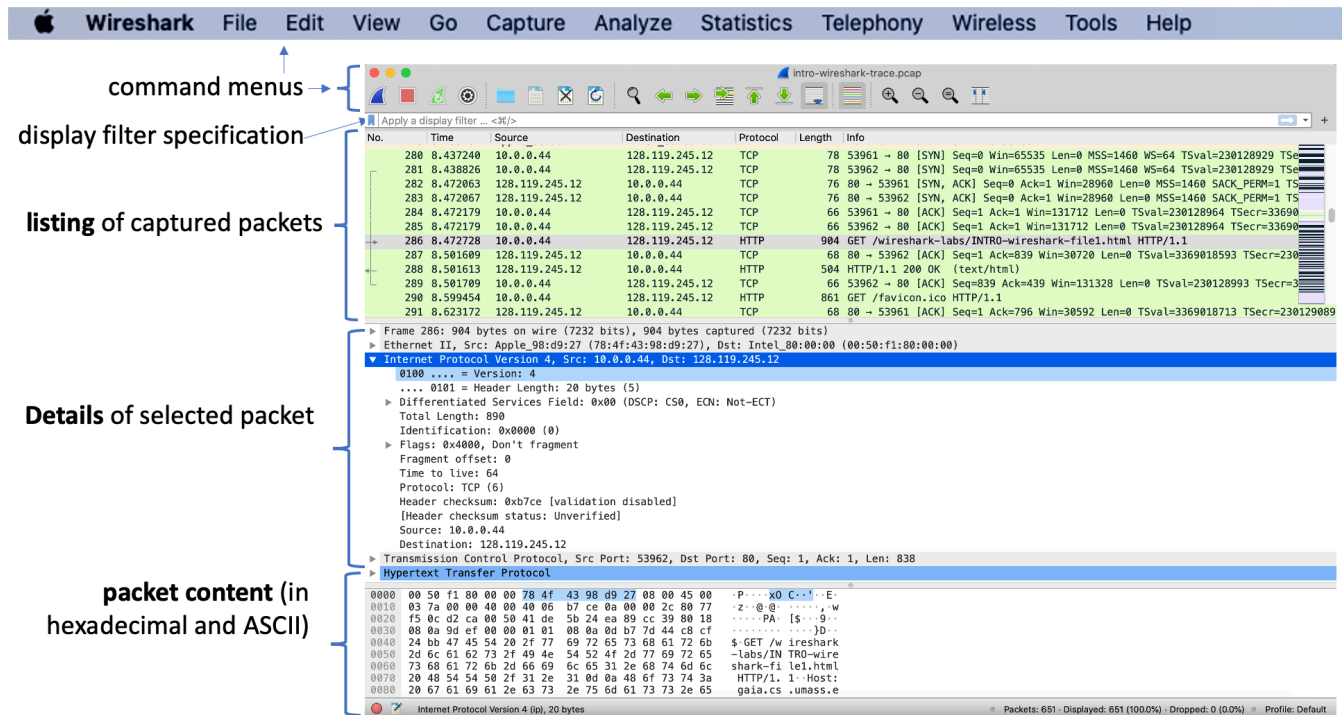 Wireshark File Edit View Go Capture Analyze Statistics Telephony Wireless Tools Help
command menus
intro-wireshark-trace.pcap
display filter specification
Apply a display filter ... <⌘/>
No. Time Source Destination Protocol Length Info
280 8.437240 10.0.0.44 128.119.245.12 TCP 78 53961 → 80 [SYN] Seq=0 Win=65535 Len=0 MSS=1460 WS=64 TSval=230128929 TSe
281 8.438826 10.0.0.44 128.119.245.12 TCP 78 53962 → 80 [SYN] Seq=0 Win=65535 Len=0 MSS=1460 WS=64 TSval=230128929 TSe
282 8.472063 128.119.245.12 10.0.0.44 TCP 76 80 → 53961 [SYN, ACK] Seq=0 Ack=1 Win=28960 Len=0 MSS=1460 SACK_PERM=1 TS
283 8.472067 128.119.245.12 10.0.0.44 TCP 76 80 → 53962 [SYN, ACK] Seq=0 Ack=1 Win=28960 Len=0 MSS=1460 SACK_PERM=1 TS
284 8.472179 10.0.0.44 128.119.245.12 TCP 66 53961 → 80 [ACK] Seq=1 Ack=1 Win=131712 Len=0 TSval=230128964 TSecr=33690
285 8.472179 10.0.0.44 128.119.245.12 TCP 66 53962 → 80 [ACK] Seq=1 Ack=1 Win=131712 Len=0 TSval=230128964 TSecr=33690
286 8.472728 10.0.0.44 128.119.245.12 HTTP 904 GET /wireshark-labs/INTRO-wireshark-file1.html HTTP/1.1
287 8.501609 128.119.245.12 10.0.0.44 TCP 68 80 → 53962 [ACK] Seq=1 Ack=839 Win=30720 Len=0 TSval=3369018593 TSecr=230
288 8.501613 128.119.245.12 10.0.0.44 HTTP 504 HTTP/1.1 200 OK (text/html)
289 8.501709 10.0.0.44 128.119.245.12 TCP 66 53962 → 80 [ACK] Seq=839 Ack=439 Win=131328 Len=0 TSval=230128993 TSecr=3
290 8.599454 10.0.0.44 128.119.245.12 HTTP 861 GET /favicon.ico HTTP/1.1
291 8.623172 128.119.245.12 10.0.0.44 TCP 68 80 → 53961 [ACK] Seq=1 Ack=796 Win=30592 Len=0 TSval=3369018713 TSecr=230129089
listing of captured packets
Frame 286: 904 bytes on wire (7232 bits), 904 bytes captured (7232 bits)
Ethernet II, Src: Apple_98:d9:27 (78:4f:43:98:d9:27), Dst: Intel_80:00:00 (00:50:f1:80:00:00)
Internet Protocol Version 4, Src: 10.0.0.44, Dst: 128.119.245.12
0100 .... = Version: 4
.... 0101 = Header Length: 20 bytes (5)
Differentiated Services Field: 0x00 (DSCP: CS0, ECN: Not-ECT)
Total Length: 890
Identification: 0x0000 (0)
Flags: 0x4000, Don't fragment
Fragment offset: 0
Time to live: 64
Protocol: TCP (6)
Header checksum: 0xb7ce [validation disabled]
[Header checksum status: Unverified]
Source: 10.0.0.44
Destination: 128.119.245.12
Transmission Control Protocol, Src Port: 53962, Dst Port: 80, Seq: 1, Ack: 1, Len: 838
Hypertext Transfer Protocol
Details of selected packet
packet content (in
hexadecimal and ASCII)
0000 00 50 f1 80 00 00 78 4f 43 98 d9 27 08 00 45 00 ·P····xO C··'··E·
0010 03 7a 00 00 40 00 40 06 b7 ce 0a 00 00 2c 80 77 ·z··@·@· ·····,·w
0020 f5 0c d2 ca 00 50 41 de 5b 24 ea 89 cc 39 80 18 ·····PA· [$···9··
0030 08 0a 9d ef 00 00 01 01 08 0a 0d b7 7d 44 c8 cf ········ ····}D··
0040 24 bb 47 45 54 20 2f 77 69 72 65 73 68 61 72 6b $·GET /w ireshark
0050 2d 6c 61 62 73 2f 49 4e 54 52 4f 2d 77 69 72 65 -labs/IN TRO-wire
0060 73 68 61 72 6b 2d 66 69 6c 65 31 2e 68 74 6d 6c shark-fi le1.html
0070 20 48 54 54 50 2f 31 2e 31 0d 0a 48 6f 73 74 3a HTTP/1. 1··Host:
0080 20 67 61 69 61 2e 63 73 2e 75 6d 61 73 73 2e 65 gaia.cs .umass.e
Internet Protocol Version 4 (ip), 20 bytes Packets: 651 · Displayed: 651 (100.0%) · Dropped: 0 (0.0%) Profile: Default